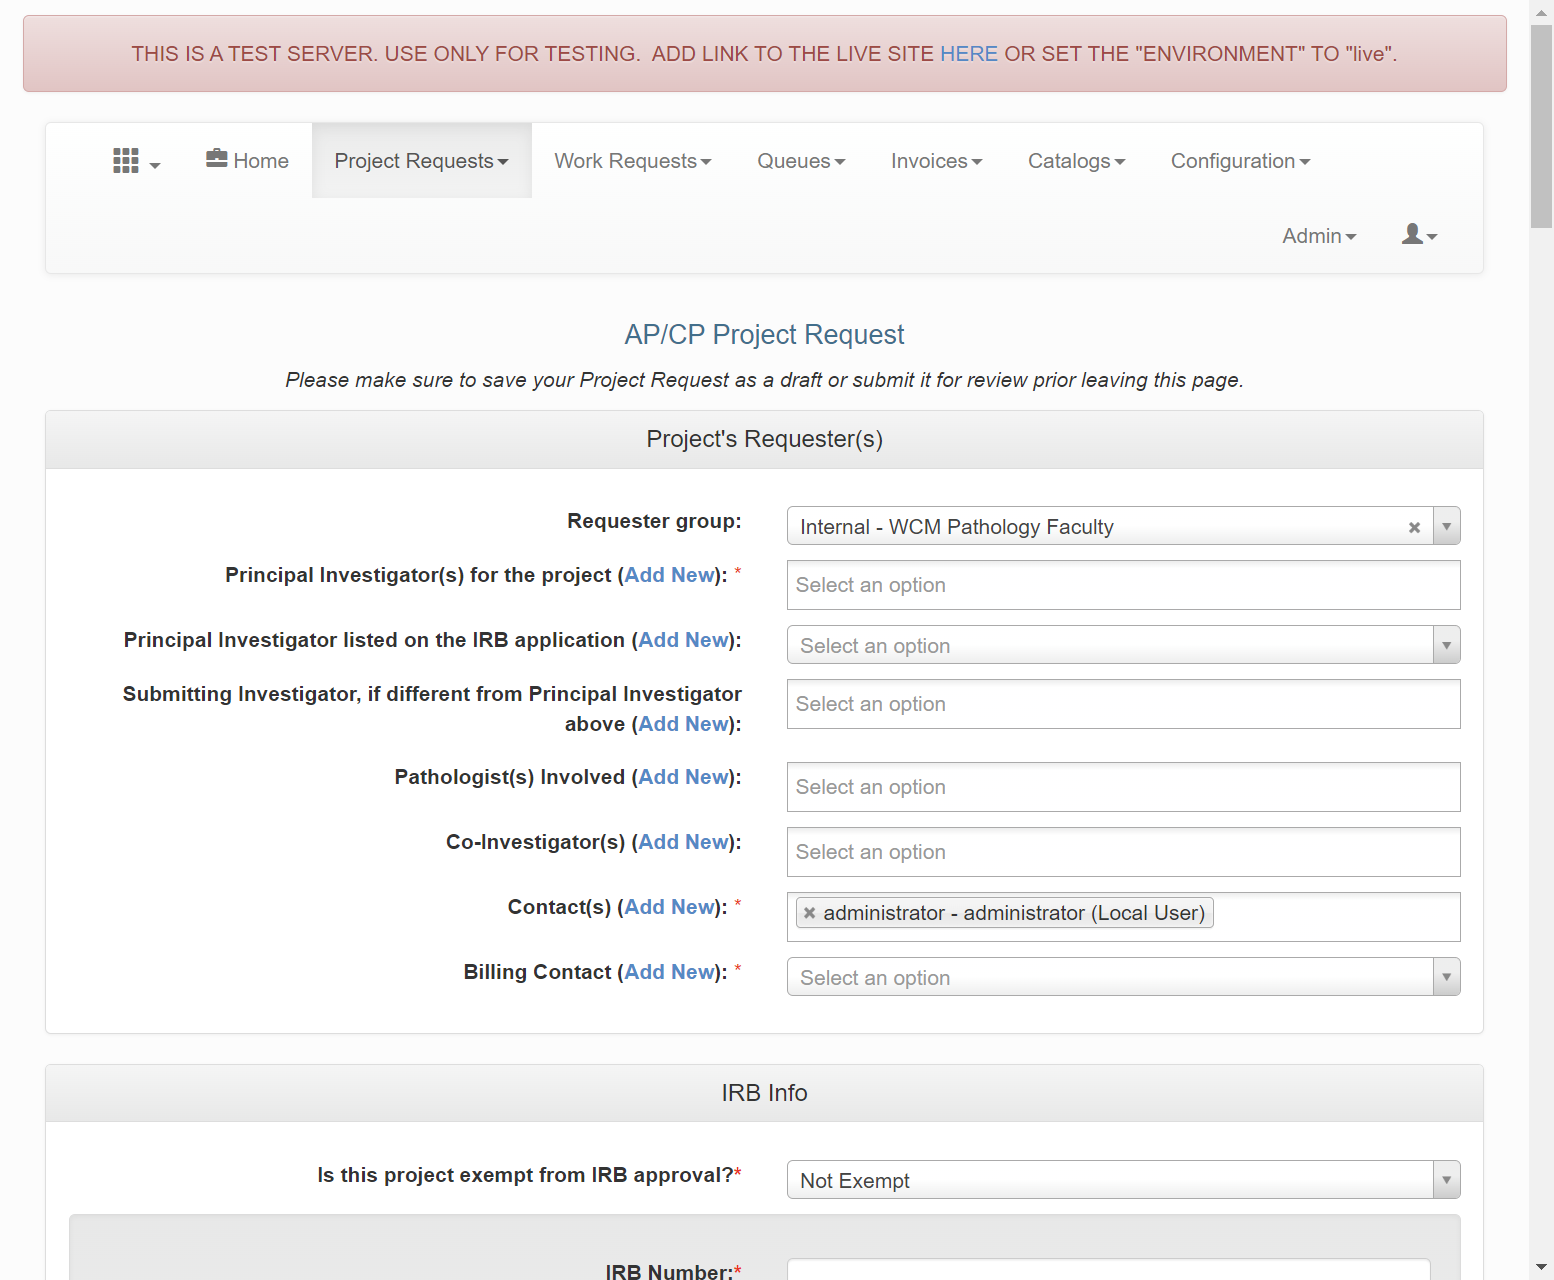 THIS IS A TEST SERVER. USE ONLY FOR TESTING. ADD LINK TO THE LIVE SITE HERE OR SET THE "ENVIRONMENT" TO "live".
Home Project Requests Work Requests Queues Invoices Catalogs Configuration
Admin
AP/CP Project Request
Please make sure to save your Project Request as a draft or submit it for review prior leaving this page.
Project's Requester(s)
Requester group: Internal - WCM Pathology Faculty
Principal Investigator(s) for the project (Add New): * Select an option
Principal Investigator listed on the IRB application (Add New): Select an option
Submitting Investigator, if different from Principal Investigator
above (Add New): Select an option
Pathologist(s) Involved (Add New): Select an option
Co-Investigator(s) (Add New): Select an option
Contact(s) (Add New): * administrator - administrator (Local User)
Billing Contact (Add New): * Select an option
IRB Info
Is this project exempt from IRB approval?* Not Exempt
IRB Number:*